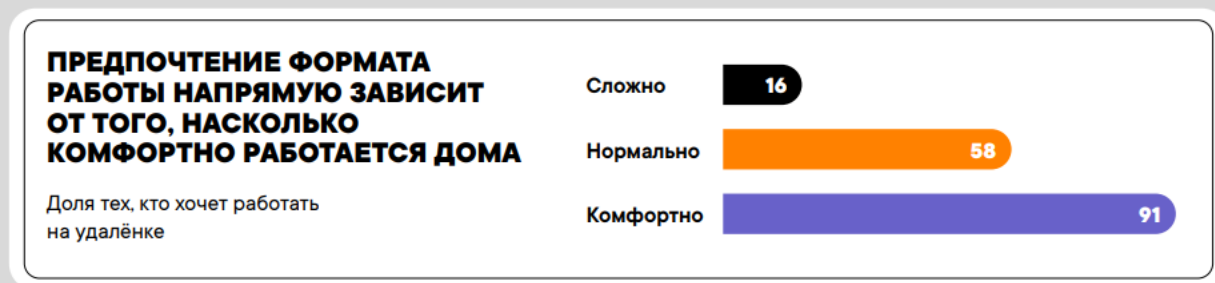 ПРЕДПОЧТЕНИЕ ФОРМАТА
РАБОТЫ НАПРЯМУЮ ЗАВИСИТ
ОТ ТОГО, НАСКОЛЬКО
КОМФОРТНО РАБОТАЕТСЯ ДОМА
Доля тех, кто хочет работать
на удалёнке
Сложно 16
Нормально 58
Комфортно 91